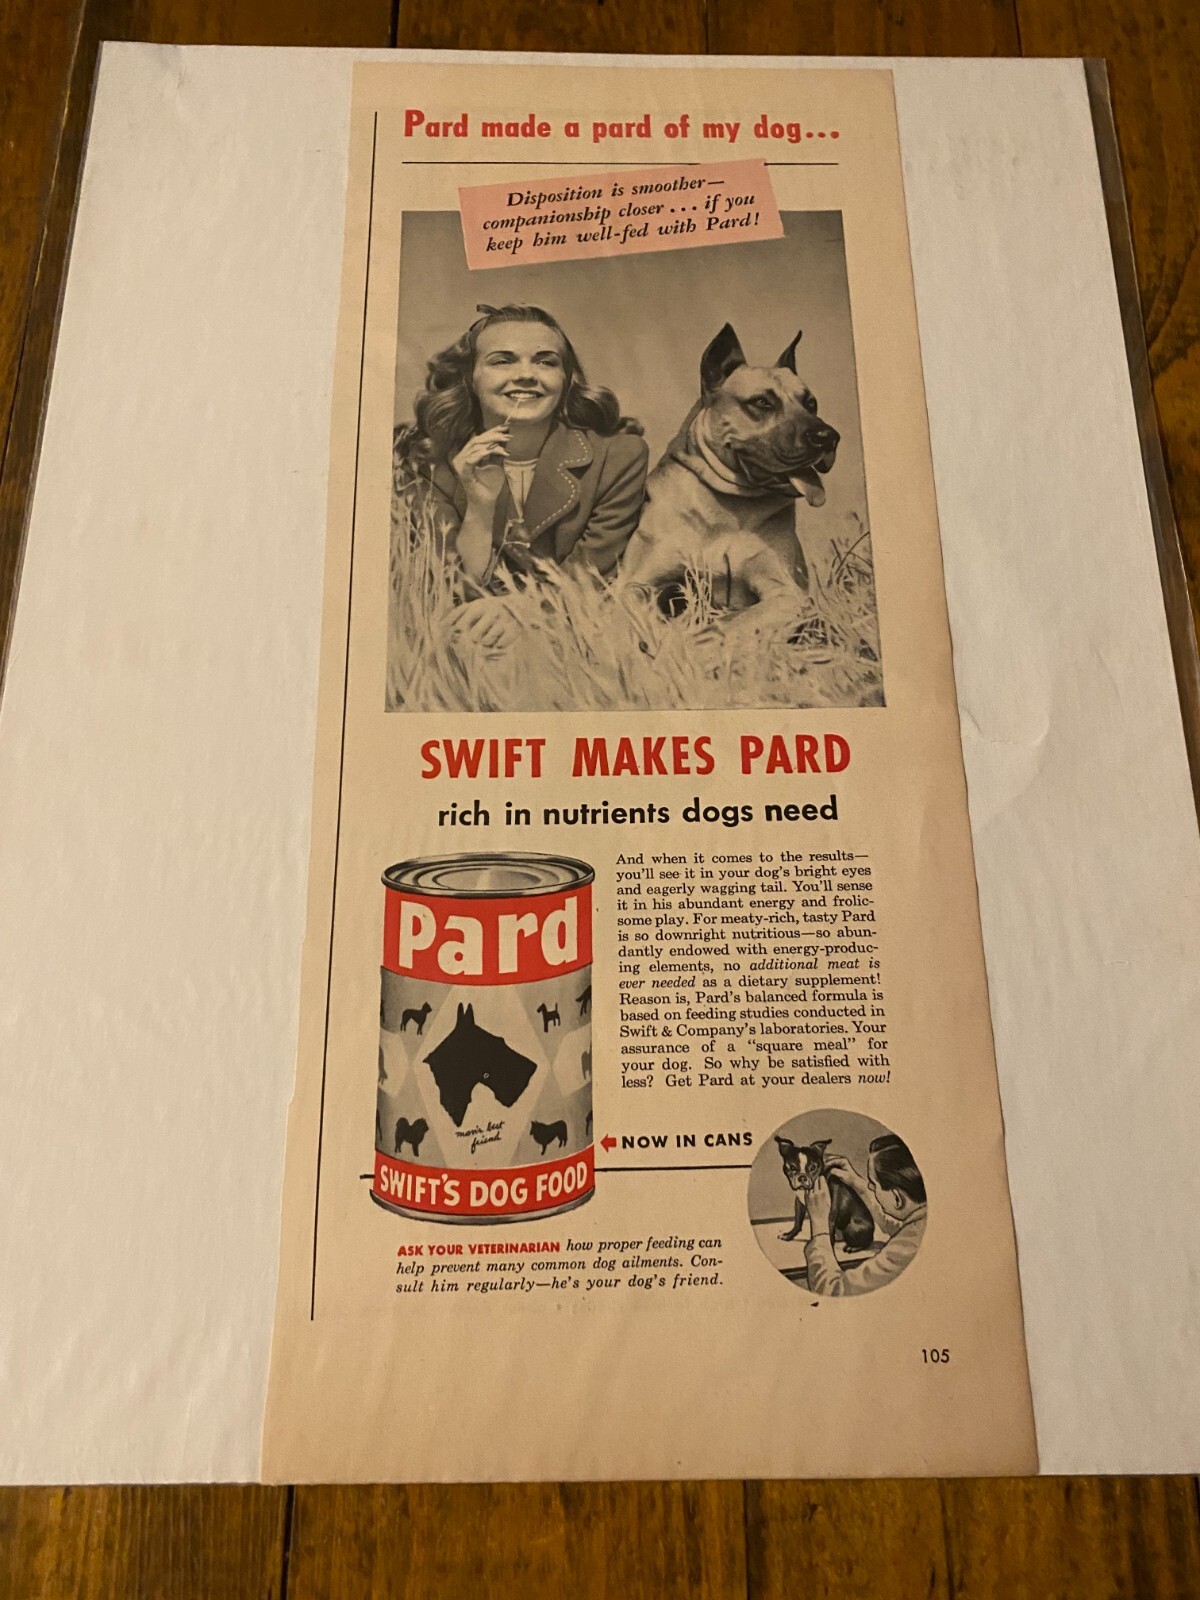 Pard made a pard of my dog...
Disposition is smoother—
companionship closer . . . if you
keep him well-fed with Pard!
SWIFT MAKES PARD
rich in nutrients dogs need
And when it comes to the results—
you'll see it in your dog's bright eyes
and eagerly wagging tail. You'll sense
it in his abundant energy and frolic-
some play. For meaty-rich, tasty Pard
is so downright nutritious—so abun-
dantly endowed with energy-produc-
ing elements, no additional meat is
ever needed as a dietary supplement!
Reason is, Pard's balanced formula is
based on feeding studies conducted in
Swift & Company's laboratories. Your
assurance of a "square meal" for
your dog. So why be satisfied with
less? Get Pard at your dealers now!
Pard
man's best
friend
SWIFT'S DOG FOOD
NOW IN CANS
ASK YOUR VETERINARIAN how proper feeding can
help prevent many common dog ailments. Con-
sult him regularly—he's your dog's friend.
105